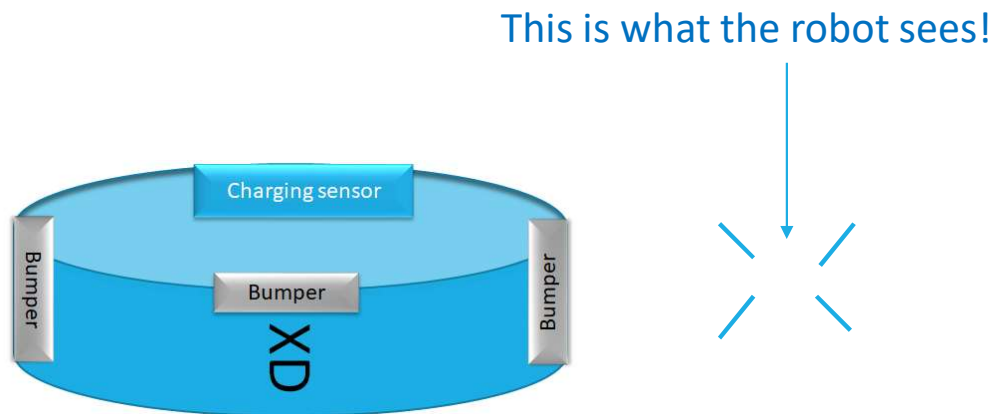 This is what the robot sees!
Charging sensor
Bumper
Bumper
Bumper
XD